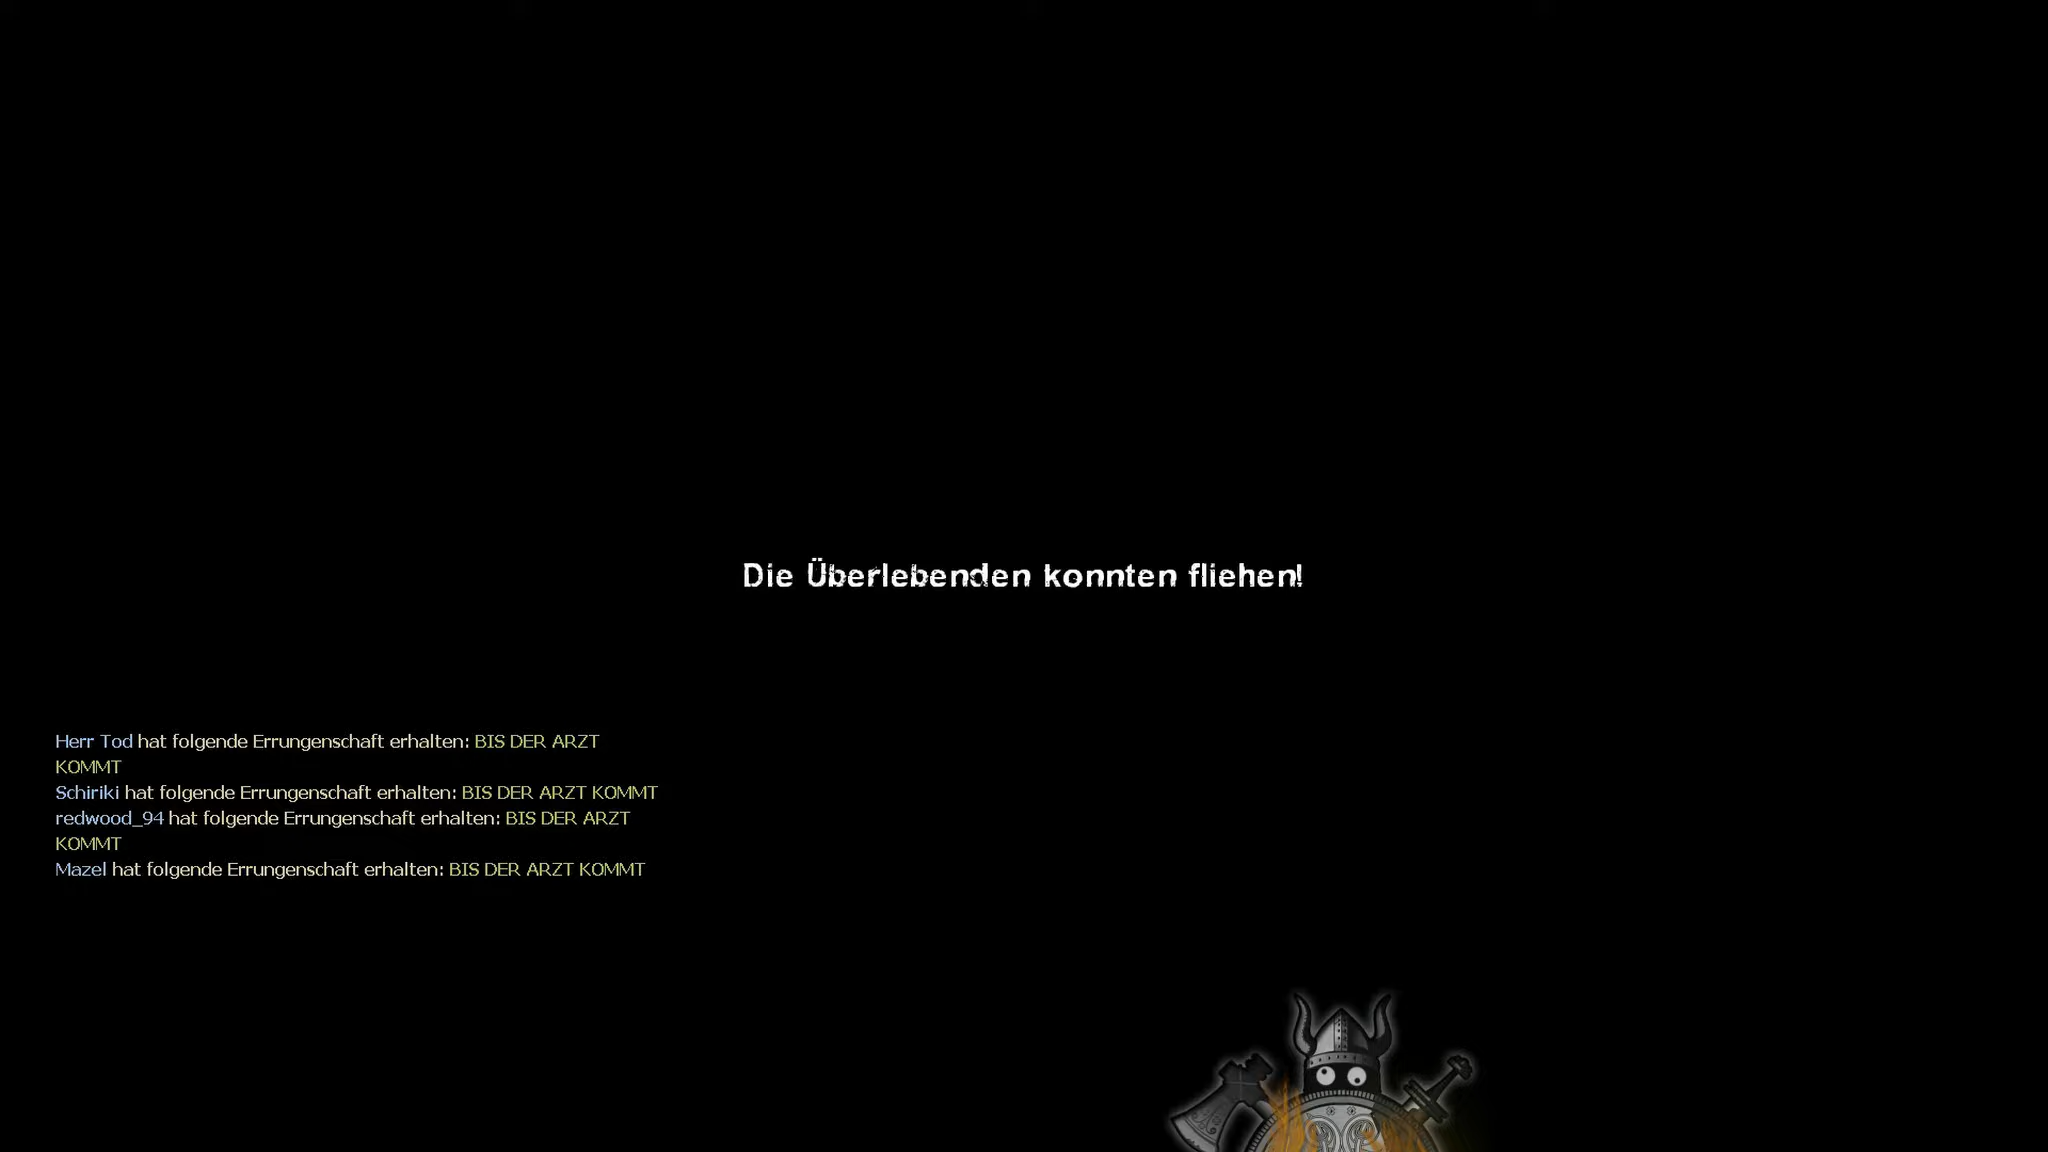 Die Überlebenden konnten fliehen!
Herr Tod hat folgende Errungenschaft erhalten: BIS DER ARZT
KOMMT
Schiriki hat folgende Errungenschaft erhalten: BIS DER ARZT KOMMT
redwood_94 hat folgende Errungenschaft erhalten: BIS DER ARZT
KOMMT
Mazel hat folgende Errungenschaft erhalten: BIS DER ARZT KOMMT